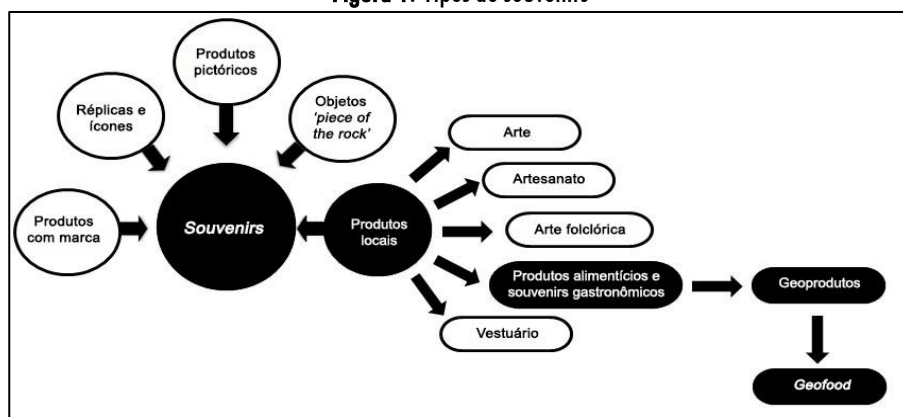 Figura 1. Tipos de souvenirs
Produtos
pictóricos
Réplicas e
ícones
Objetos
'piece of
the rock'
Produtos
com marca
Souvenirs
Produtos
locais
Arte
Artesanato
Arte folclórica
Produtos alimentícios e
souvenirs gastronômicos
Vestuário
Geoprodutos
Geofood